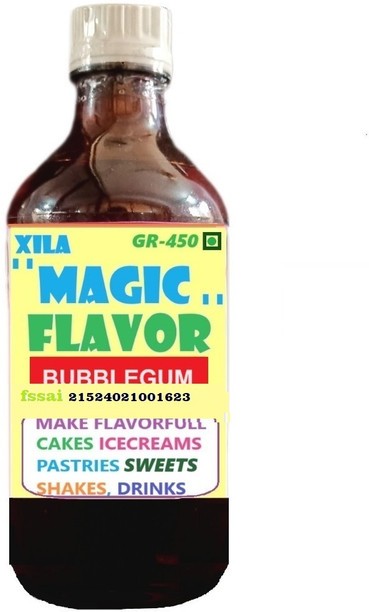 XILA GR-450
"MAGIC ..
FLAVOR
BUBBLEGUM
fssai 21524021001623
MAKE FLAVORFULL
CAKES ICECREAMS
PASTRIES SWEETS
SHAKES, DRINKS